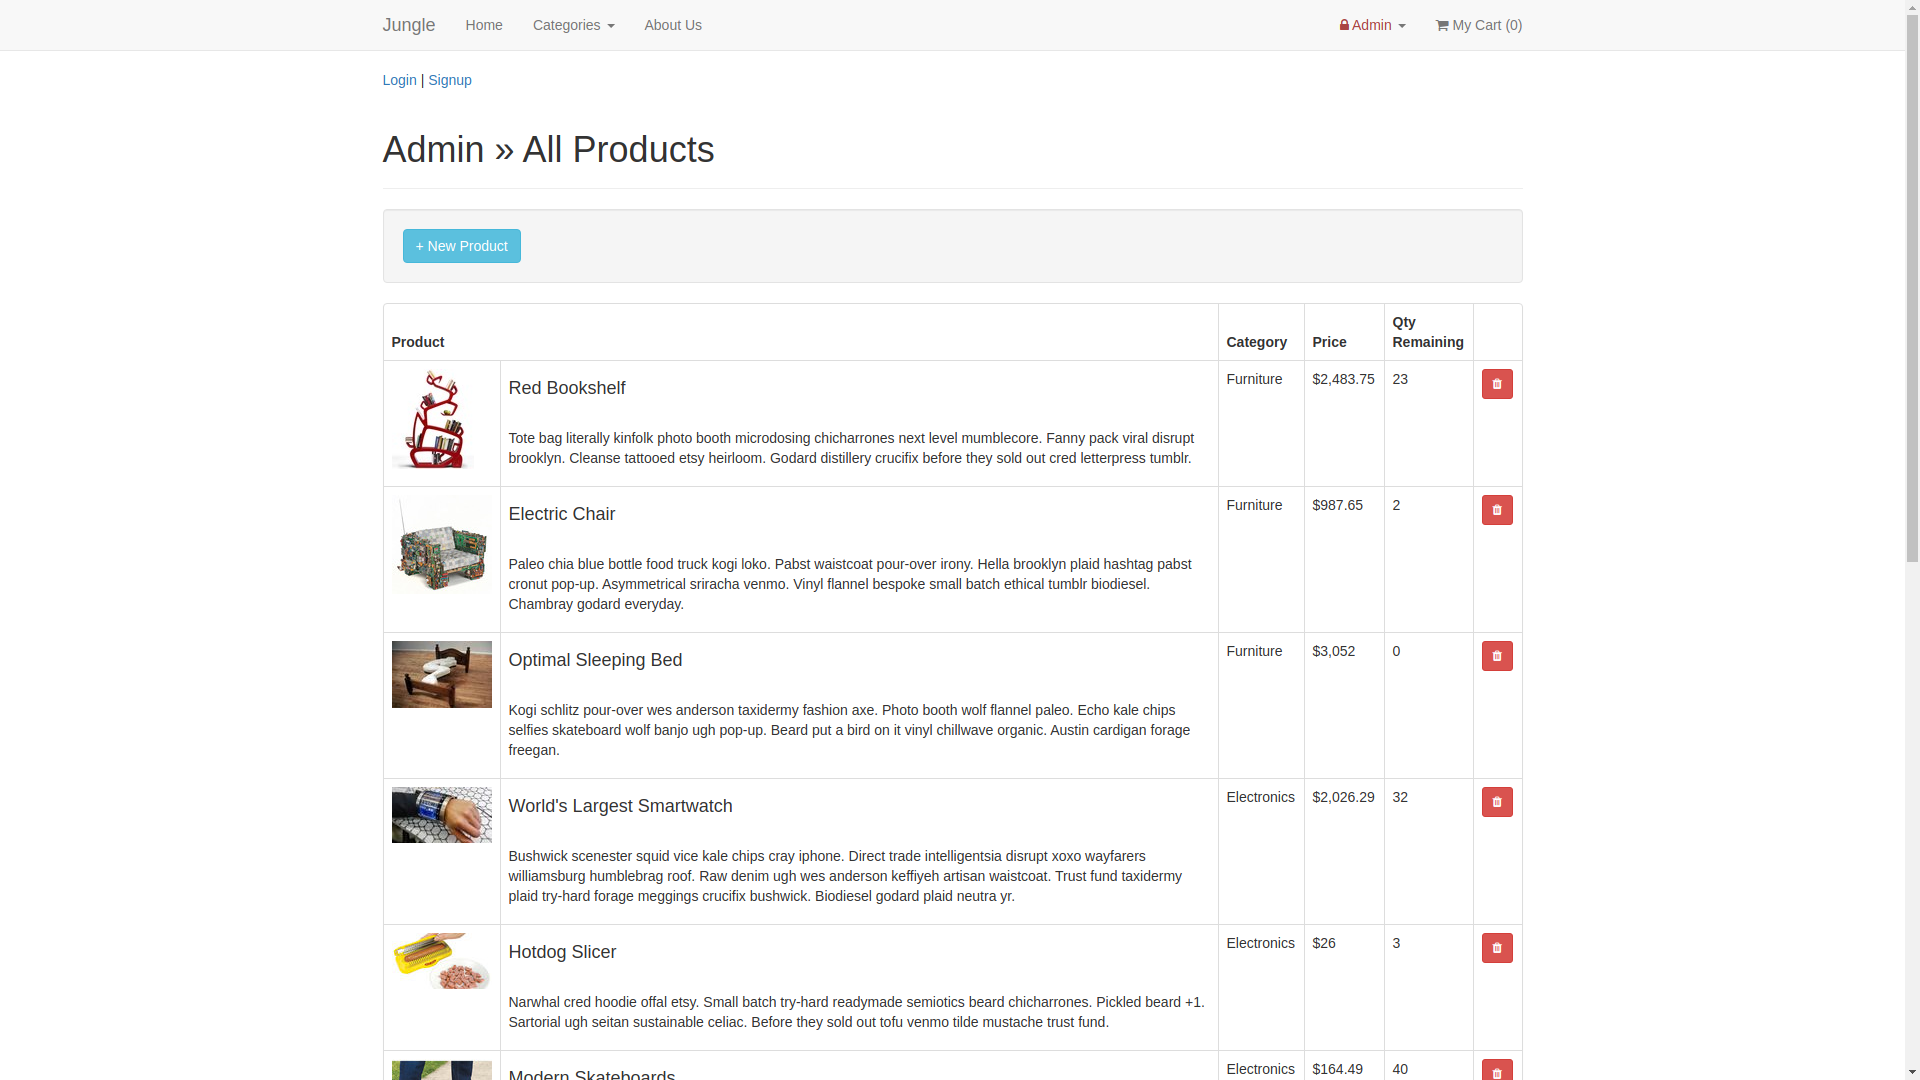 Jungle Home Categories About Us Admin My Cart (0)
Login | Signup
Admin » All Products
+ New Product
Product Category Price Qty Remaining
Red Bookshelf Furniture $2,483.75 23
Tote bag literally kinfolk photo booth microdosing chicharrones next level mumblecore. Fanny pack viral disrupt
brooklyn. Cleanse tattooed etsy heirloom. Godard distillery crucifix before they sold out cred letterpress tumblr.
Electric Chair Furniture $987.65 2
Paleo chia blue bottle food truck kogi loko. Pabst waistcoat pour-over irony. Hella brooklyn plaid hashtag pabst
cronut pop-up. Asymmetrical sriracha venmo. Vinyl flannel bespoke small batch ethical tumblr biodiesel.
Chambray godard everyday.
Optimal Sleeping Bed Furniture $3,052 0
Kogi schlitz pour-over wes anderson taxidermy fashion axe. Photo booth wolf flannel paleo. Echo kale chips
selfies skateboard wolf banjo ugh pop-up. Beard put a bird on it vinyl chillwave organic. Austin cardigan forage
freegan.
World's Largest Smartwatch Electronics $2,026.29 32
Bushwick scenester squid vice kale chips cray iphone. Direct trade intelligentsia disrupt xoxo wayfarers
williamsburg humblebrag roof. Raw denim ugh wes anderson keffiyeh artisan waistcoat. Trust fund taxidermy
plaid try-hard forage meggings crucifix bushwick. Biodiesel godard plaid neutra yr.
Hotdog Slicer Electronics $26 3
Narwhal cred hoodie offal etsy. Small batch try-hard readymade semiotics beard chicharrones. Pickled beard +1.
Sartorial ugh seitan sustainable celiac. Before they sold out tofu venmo tilde mustache trust fund.
Modern Skateboards Electronics $164.49 40